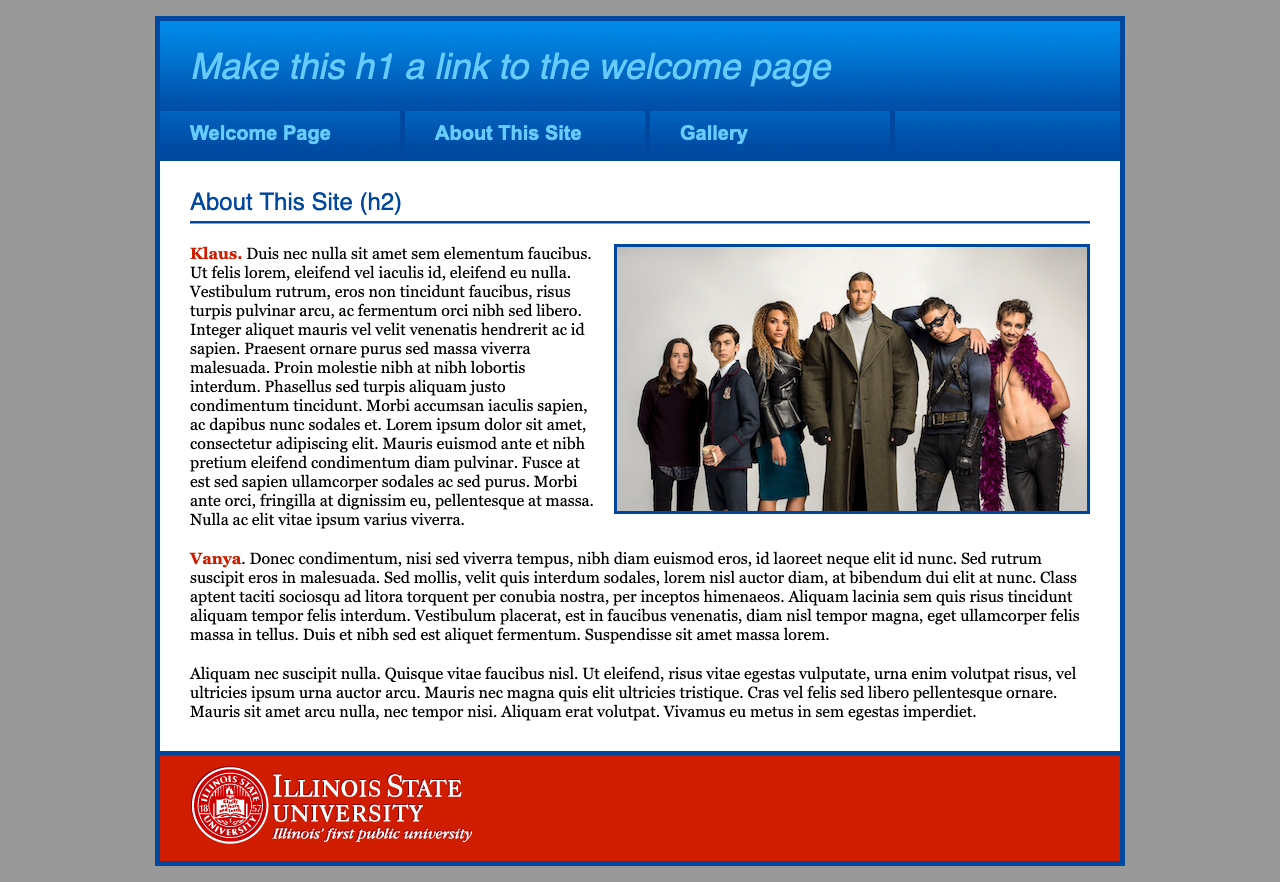 Make this h1 a link to the welcome page
Welcome Page
About This Site
Gallery
About This Site (h2)
Klaus. Duis nec nulla sit amet sem elementum faucibus.
Ut felis lorem, eleifend vel iaculis id, eleifend eu nulla.
Vestibulum rutrum, eros non tincidunt faucibus, risus
turpis pulvinar arcu, ac fermentum orci nibh sed libero.
Integer aliquet mauris vel velit venenatis hendrerit ac id
sapien. Praesent ornare purus sed massa viverra
malesuada. Proin molestie nibh at nibh lobortis
interdum. Phasellus sed turpis aliquam justo
condimentum tincidunt. Morbi accumsan iaculis sapien,
ac dapibus nunc sodales et. Lorem ipsum dolor sit amet,
consectetur adipiscing elit. Mauris euismod ante et nibh
pretium eleifend condimentum diam pulvinar. Fusce at
est sed sapien ullamcorper sodales ac sed purus. Morbi
ante orci, fringilla at dignissim eu, pellentesque at massa.
Nulla ac elit vitae ipsum varius viverra.
Vanya. Donec condimentum, nisi sed viverra tempus, nibh diam euismod eros, id laoreet neque elit id nunc. Sed rutrum
suscipit eros in malesuada. Sed mollis, velit quis interdum sodales, lorem nisl auctor diam, at bibendum dui elit at nunc. Class
aptent taciti sociosqu ad litora torquent per conubia nostra, per inceptos himenaeos. Aliquam lacinia sem quis risus tincidunt
aliquam tempor felis interdum. Vestibulum placerat, est in faucibus venenatis, diam nisl tempor magna, eget ullamcorper felis
massa in tellus. Duis et nibh sed est aliquet fermentum. Suspendisse sit amet massa lorem.
Aliquam nec suscipit nulla. Quisque vitae faucibus nisl. Ut eleifend, risus vitae egestas vulputate, urna enim volutpat risus, vel
ultricies ipsum urna auctor arcu. Mauris nec magna quis elit ultricies tristique. Cras vel felis sed libero pellentesque ornare.
Mauris sit amet arcu nulla, nec tempor nisi. Aliquam erat volutpat. Vivamus eu metus in sem egestas imperdiet.
ILLINOIS STATE
UNIVERSITY
18 57
ILLINOIS STATE
UNIVERSITY
Illinois' first public university